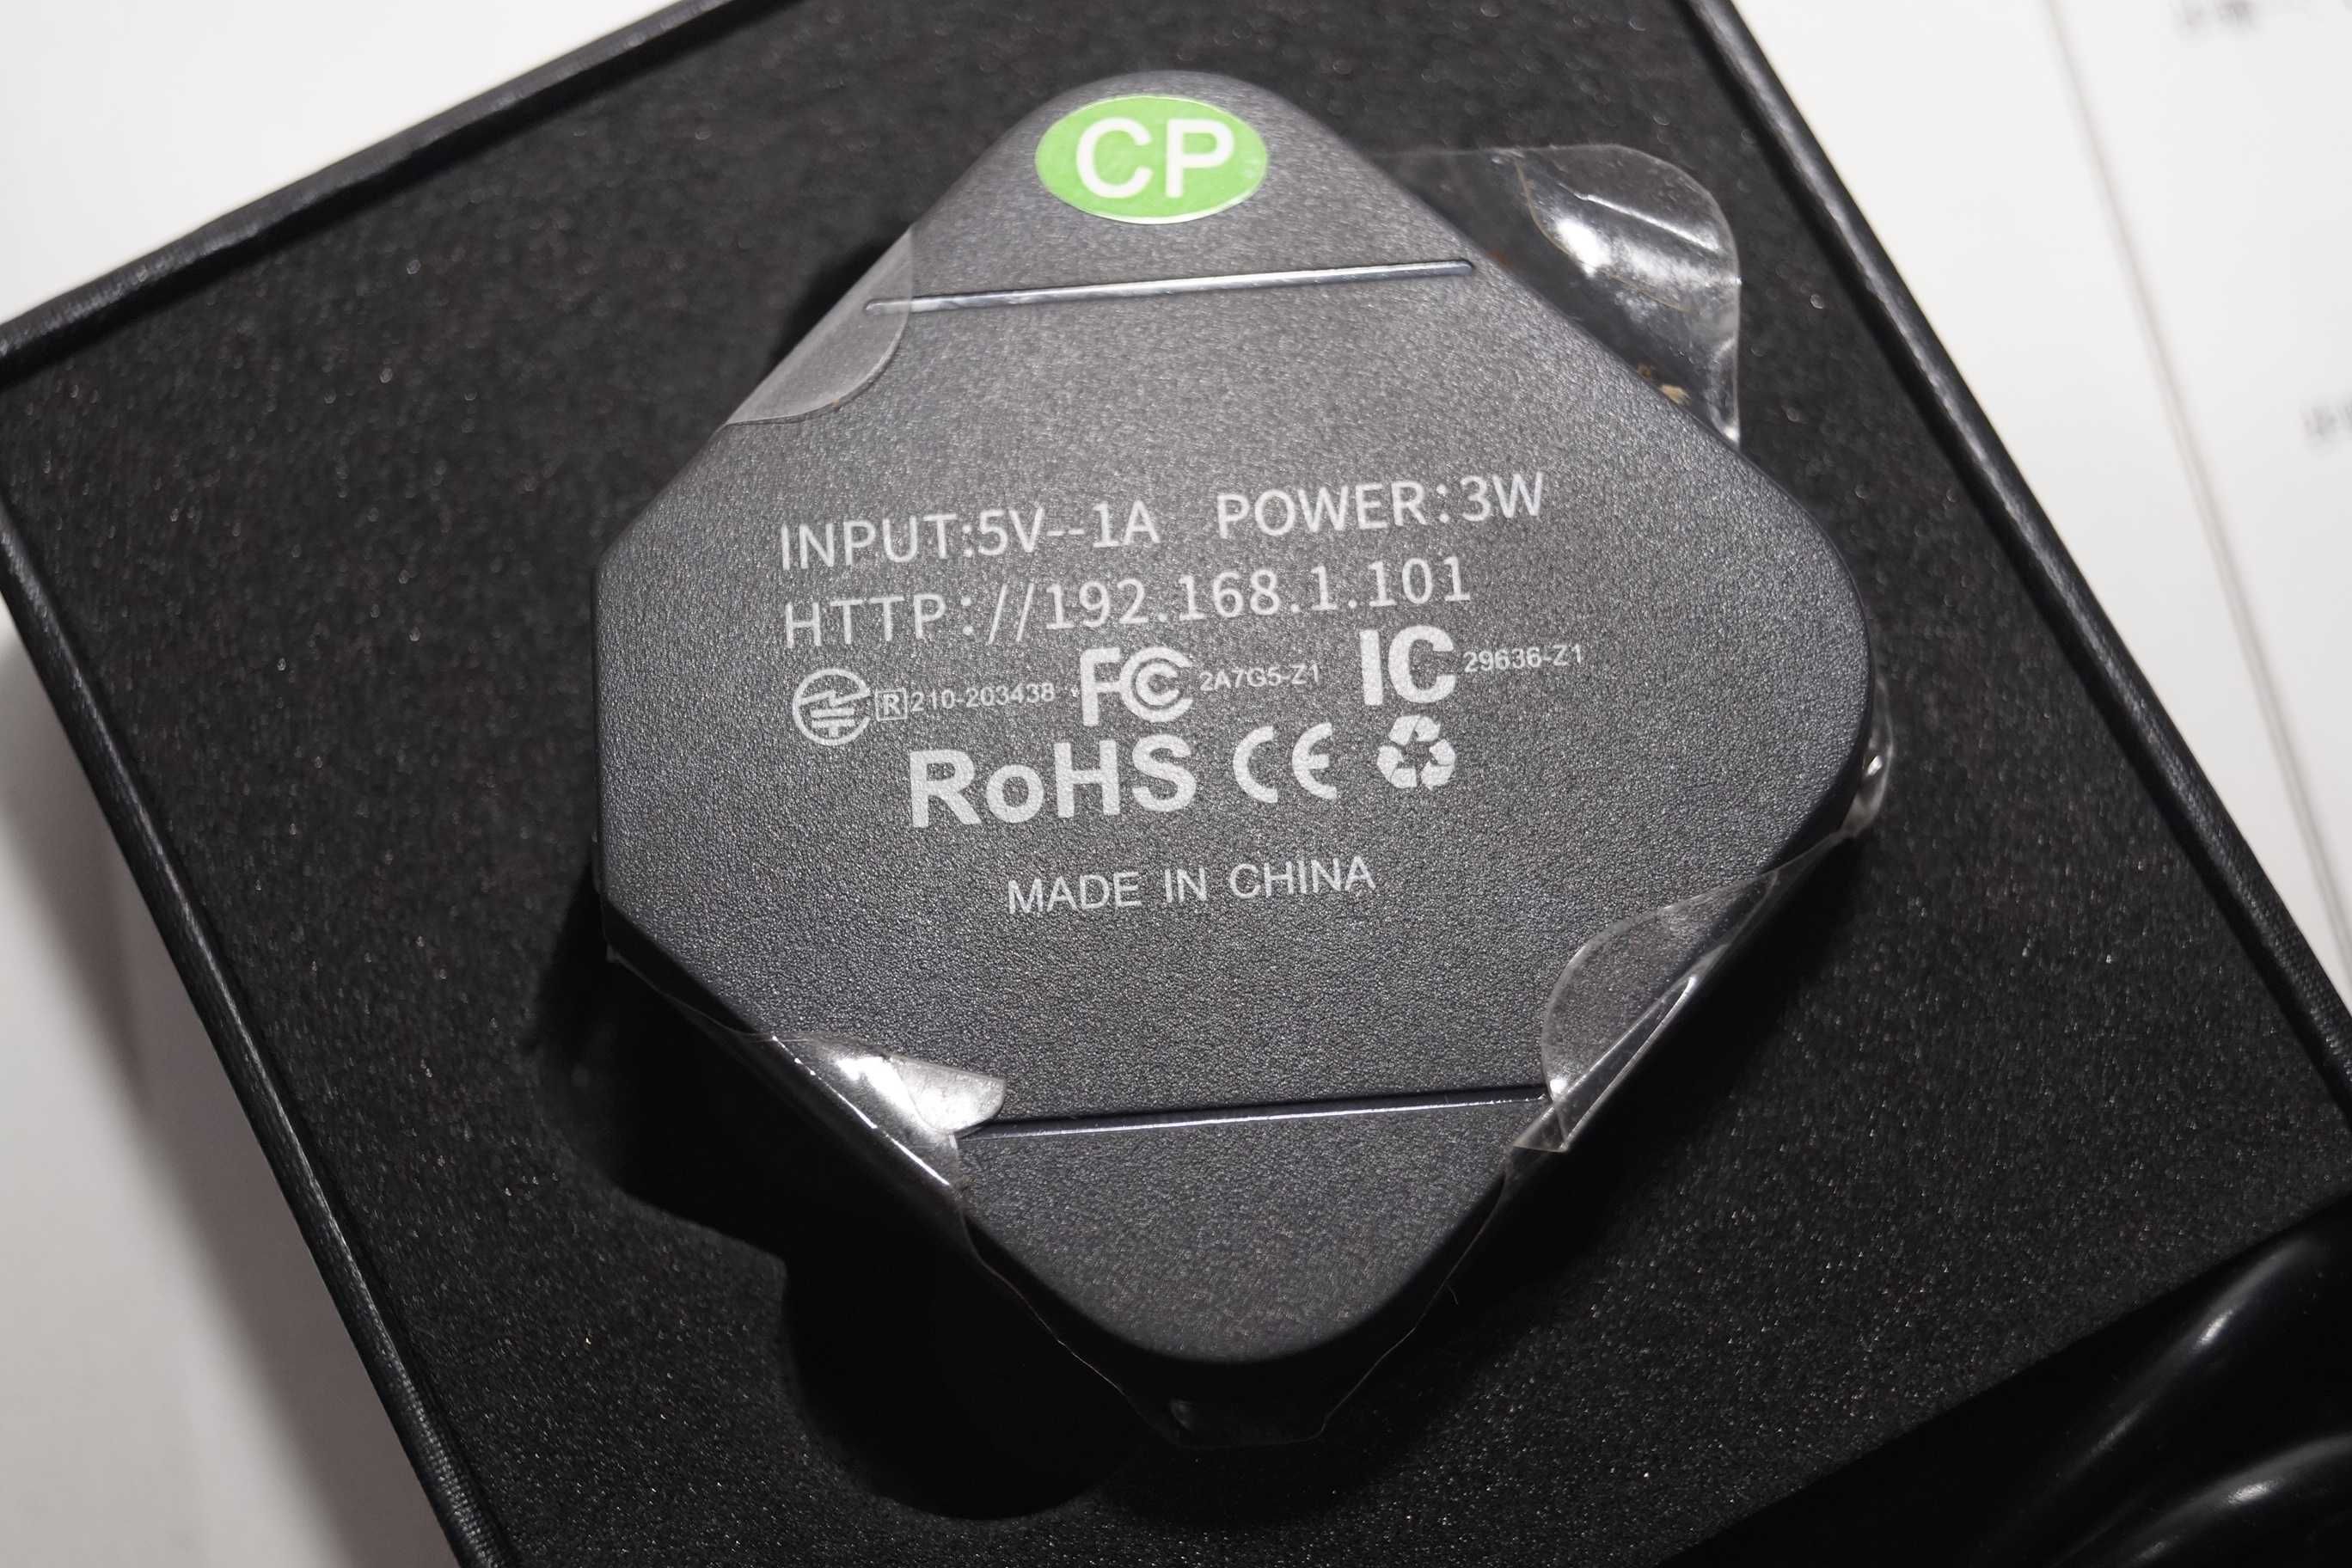 CP
INPUT:5V--1A POWER:3W
HTTP://192.168.1.101
R 210-203438 FC 2A7G5-Z1 IC 29636-Z1
RoHS CE
MADE IN CHINA